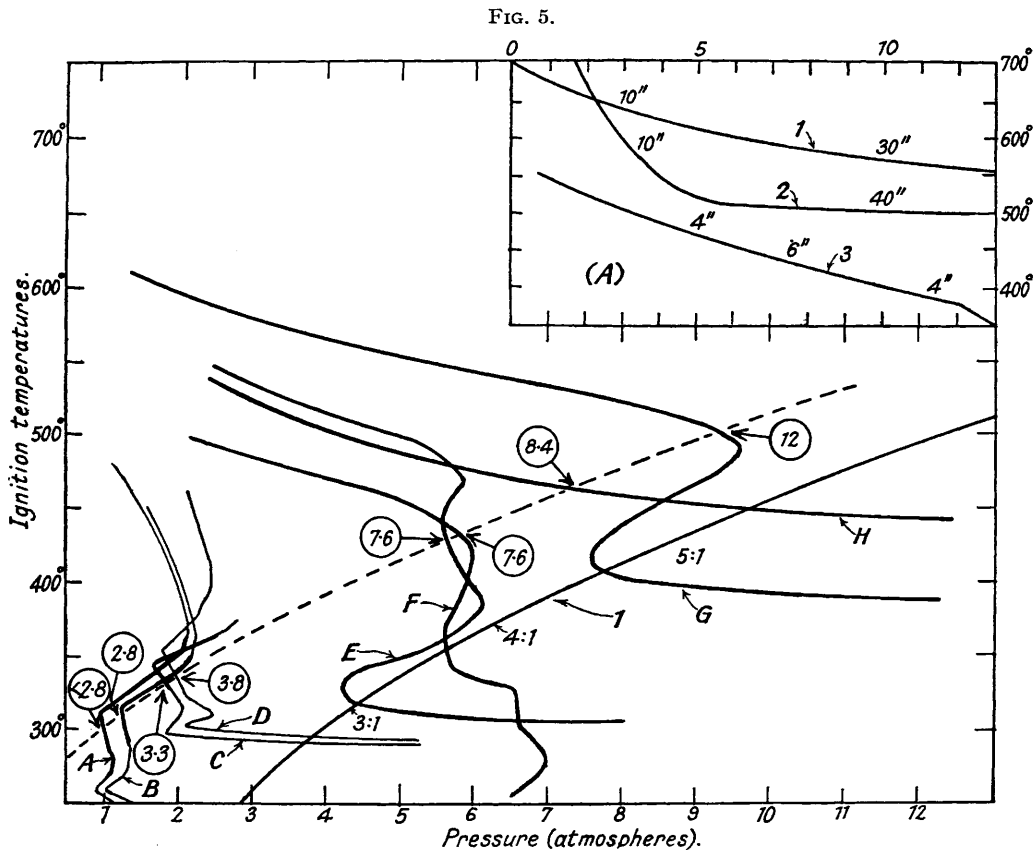 FIG. 5.
0 5 10
700°
600°
500°
400°
10" 1 30"
10" 2 40"
4" 6" 3 4"
(A)
Ignition temperatures.
700°
600°
500°
400°
300°
12
8·4
H
7·6 7·6
5:1
F G
1
4:1
E
2·8
<2·8 3·8
3:1
D
3·3 C
A B
1 2 3 4 5 6 7 8 9 10 11 12
Pressure (atmospheres).